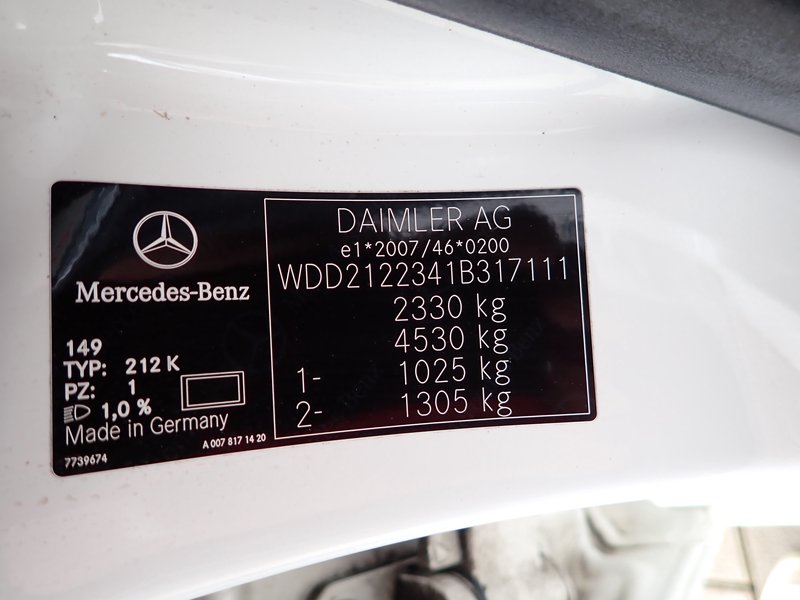 Mercedes-Benz
149
TYP: 212 K
PZ: 1
1,0 %
Made in Germany
7739674
A 007 817 14 20
DAIMLER AG
e1*2007/46*0200
WDD2122341B317111
2330 kg
4530 kg
1- 1025 kg
2- 1305 kg